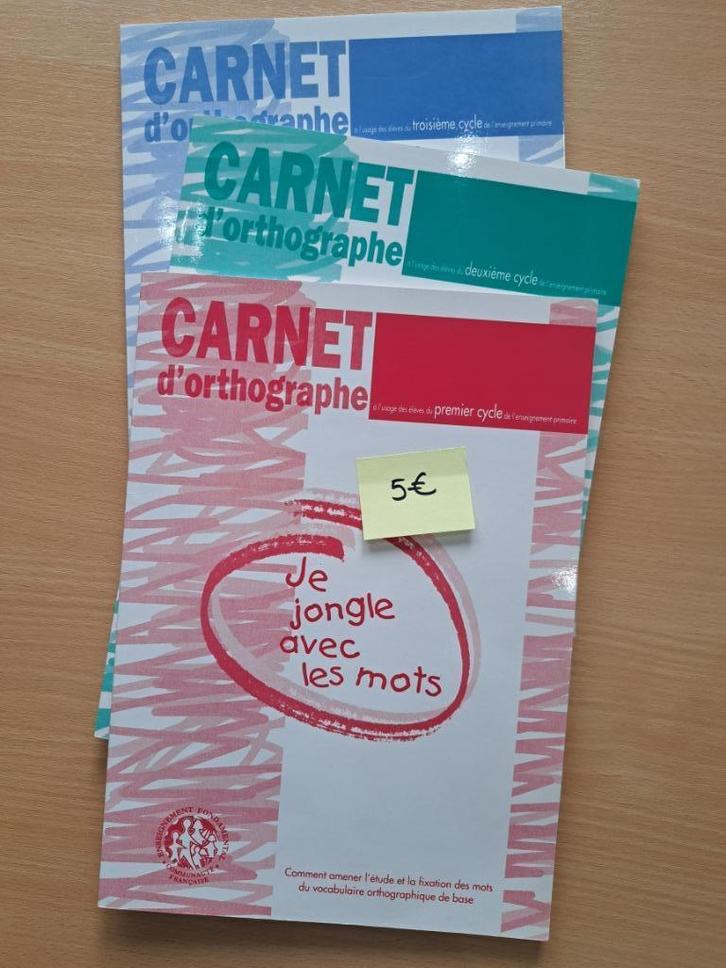 CARNET
d'orthographe
à l'usage des élèves du troisième cycle de l'enseignement primaire
CARNET
d'orthographe
à l'usage des élèves du deuxième cycle de l'enseignement primaire
CARNET
d'orthographe
à l'usage des élèves du premier cycle de l'enseignement primaire
5€
Je
jongle
avec
les mots
ENSEIGNEMENT FONDAMENTAL
COMMUNAUTÉ
FRANÇAISE
Comment amener l'étude et la fixation des mots
du vocabulaire orthographique de base